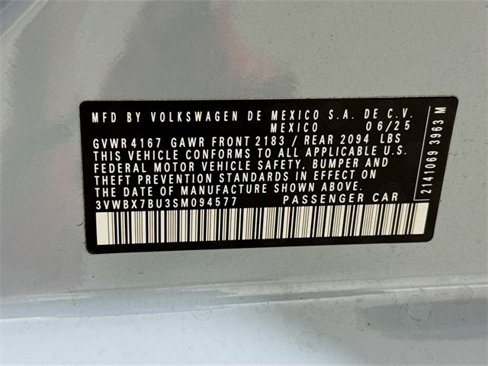 MFD BY VOLKSWAGEN DE MEXICO S.A. DE C.V.
MEXICO 06/25
GVWR 4167 GAWR FRONT 2183 / REAR 2094 LBS
THIS VEHICLE CONFORMS TO ALL APPLICABLE U.S.
FEDERAL MOTOR VEHICLE SAFETY, BUMPER AND
THEFT PREVENTION STANDARDS IN EFFECT ON THE
DATE OF MANUFACTURE SHOWN ABOVE.
3VWBX7BU3SM094577 PASSENGER CAR
2141069 3963 M